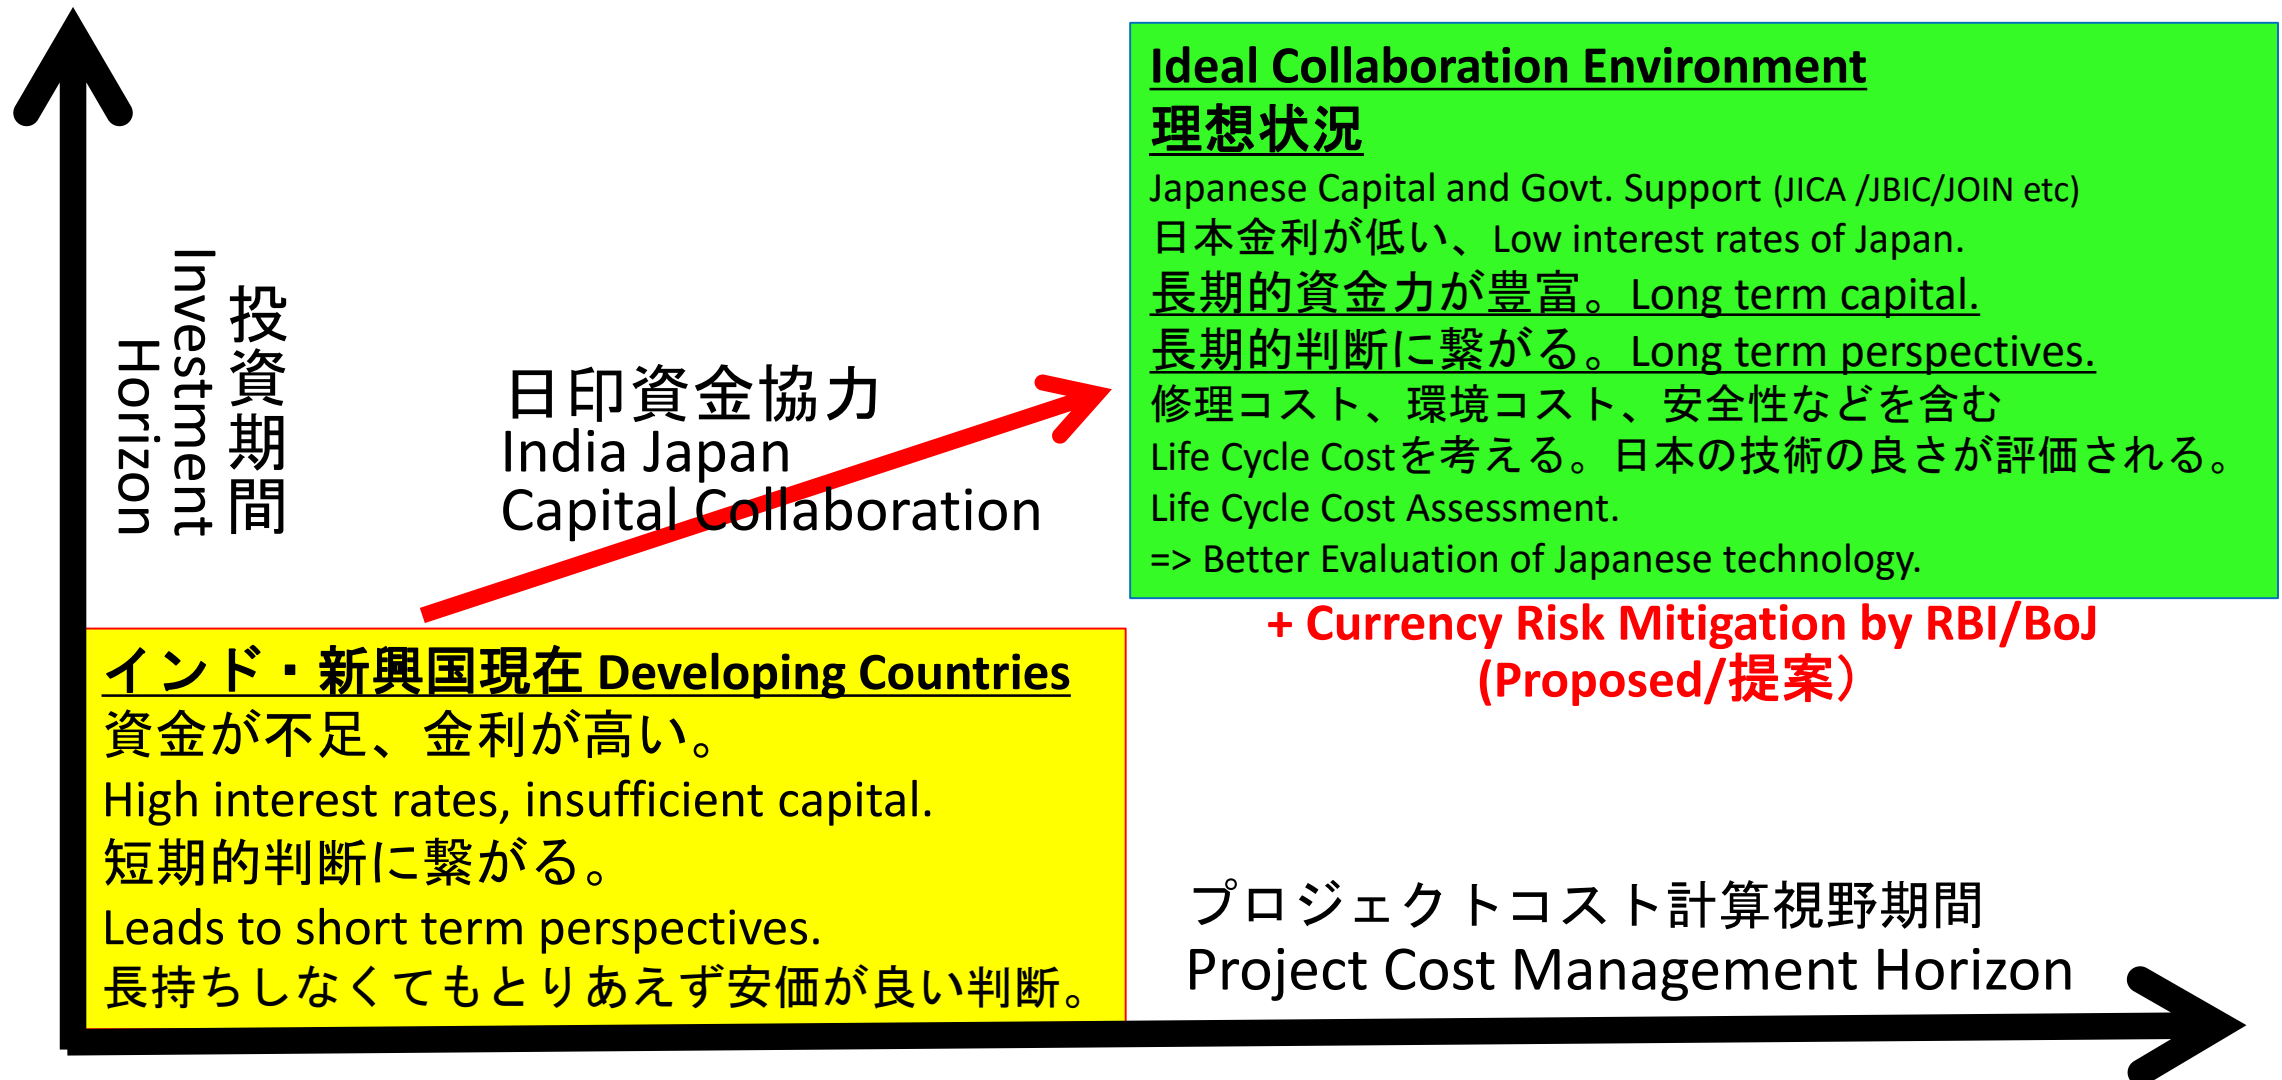 Ideal Collaboration Environment
理想状況
Japanese Capital and Govt. Support (JICA /JBIC/JOIN etc)
日本金利が低い、Low interest rates of Japan.
長期的資金力が豊富。Long term capital.
長期的判断に繋がる。Long term perspectives.
修理コスト、環境コスト、安全性などを含む
Life Cycle Costを考える。日本の技術の良さが評価される。
Life Cycle Cost Assessment.
=> Better Evaluation of Japanese technology.
+ Currency Risk Mitigation by RBI/BoJ
(Proposed/提案）
投資期間
Investment
Horizon
日印資金協力
India Japan
Capital Collaboration
インド・新興国現在 Developing Countries
資金が不足、金利が高い。
High interest rates, insufficient capital.
短期的判断に繋がる。
Leads to short term perspectives.
長持ちしなくてもとりあえず安価が良い判断。
プロジェクトコスト計算視野期間
Project Cost Management Horizon